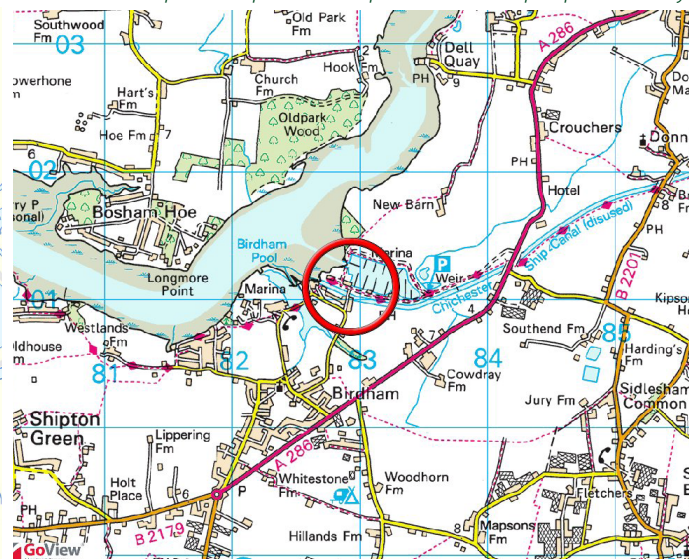 Southwood
Fm
03
Old Park
Fm
Hook
Fm
2
Dell
Quay
PH
9
A 286
owerhone
m
Hart's
Fm
Church
Fm
Oldpark
Wood
Hoe Fm
7
Crouchers
Donn
6
02
PH
Hotel
New Barn
Bosham Hoe
Birdham
Pool
Marina
P
Weir
Ship Canal (disused)
Chichester
8
PH
B 2201
Longmore
Point
Marina
01
Westlands
Fm
ldhouse
m
81
82
83
84
85
4
7
Southend Fm
Harding's
Fm
Cowdray
Fm
Birdham
Jury Fm
Sidlesham
Common
Shipton
Green
Lippering
Fm
A 286
Holt
Place
6
P
Whitestone
Fm
Woodhorn
Fm
Fletchers
7
PH
B 2179
Hillands Fm
8
Mapsons
Fm
GoView